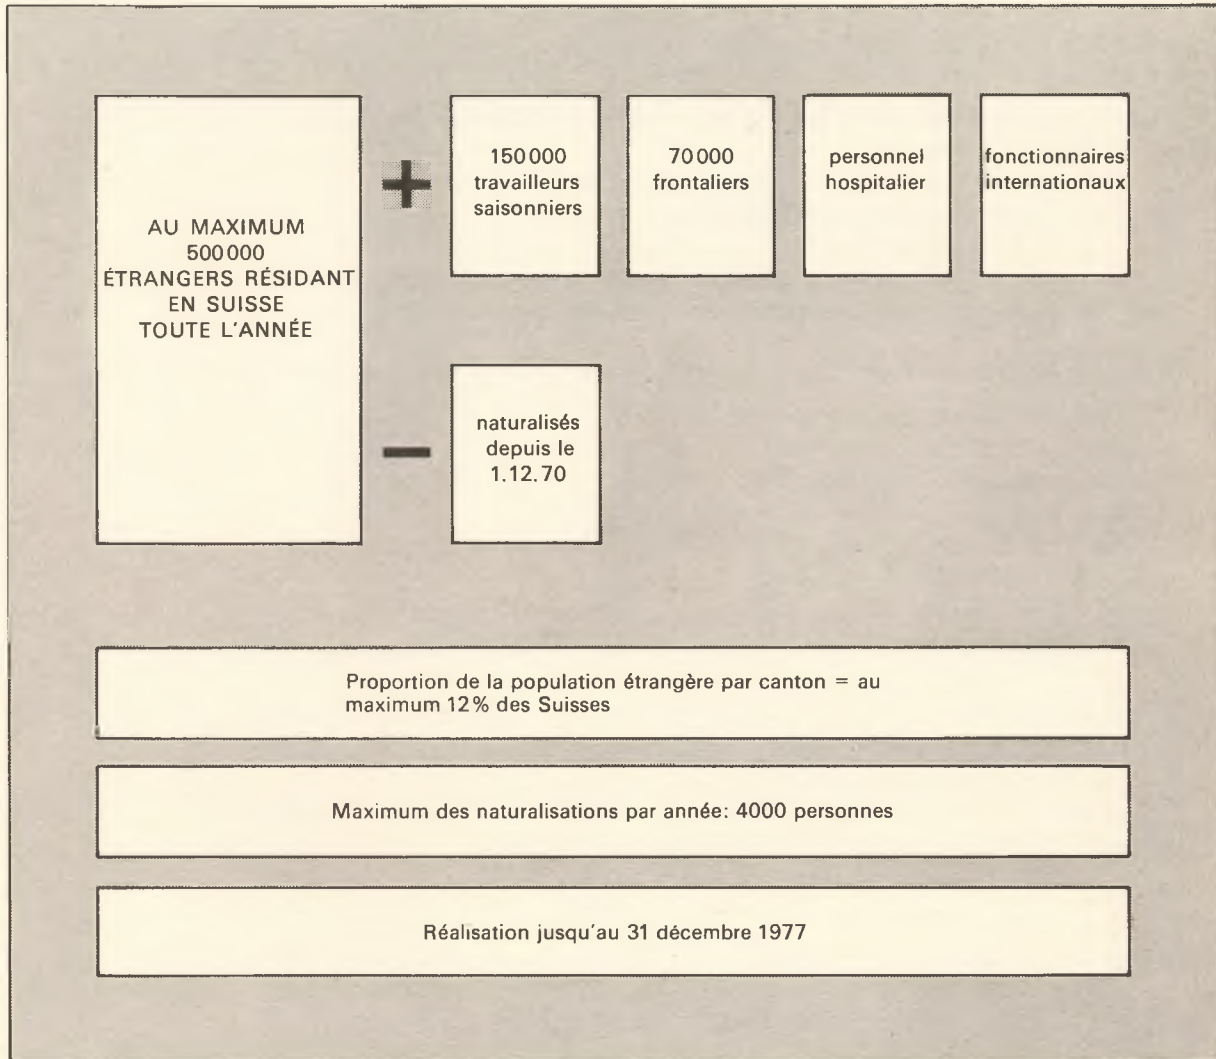 AU MAXIMUM
500 000
ÉTRANGERS RÉSIDANT
EN SUISSE
TOUTE L'ANNÉE
+
150 000
travailleurs
saisonniers
70 000
frontaliers
personnel
hospitalier
fonctionnaires
internationaux
–
naturalisés
depuis le
1.12.70
Proportion de la population étrangère par canton = au
maximum 12% des Suisses
Maximum des naturalisations par année: 4000 personnes
Réalisation jusqu'au 31 décembre 1977